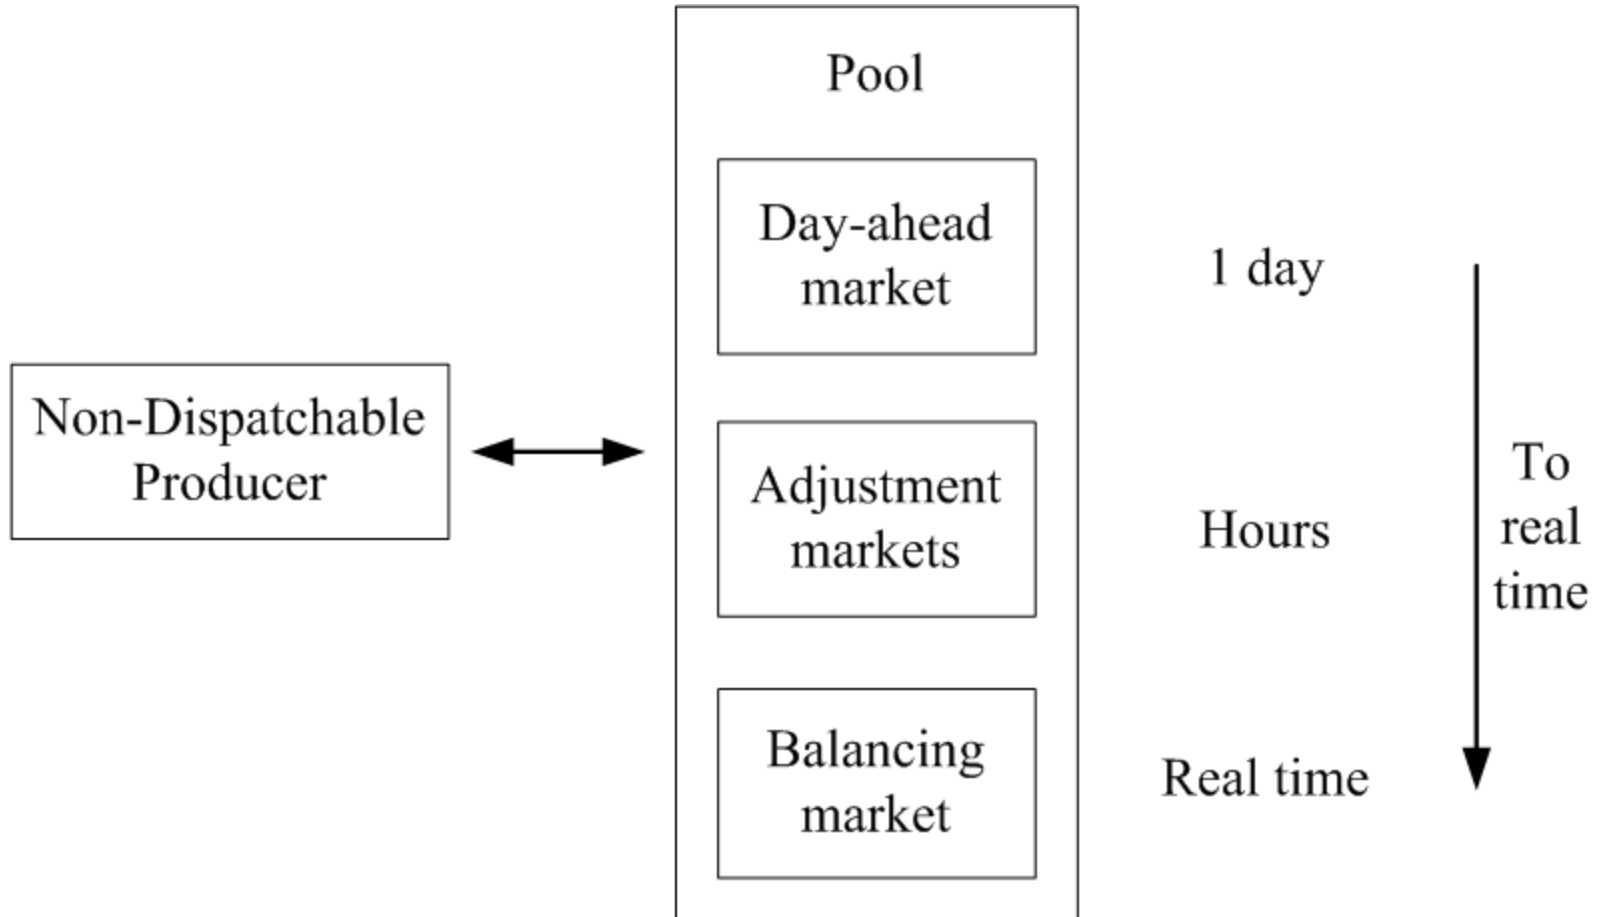 Pool
Day-ahead
market
1 day
Non-Dispatchable
Producer
Adjustment
markets
Hours
To
real
time
Balancing
market
Real time